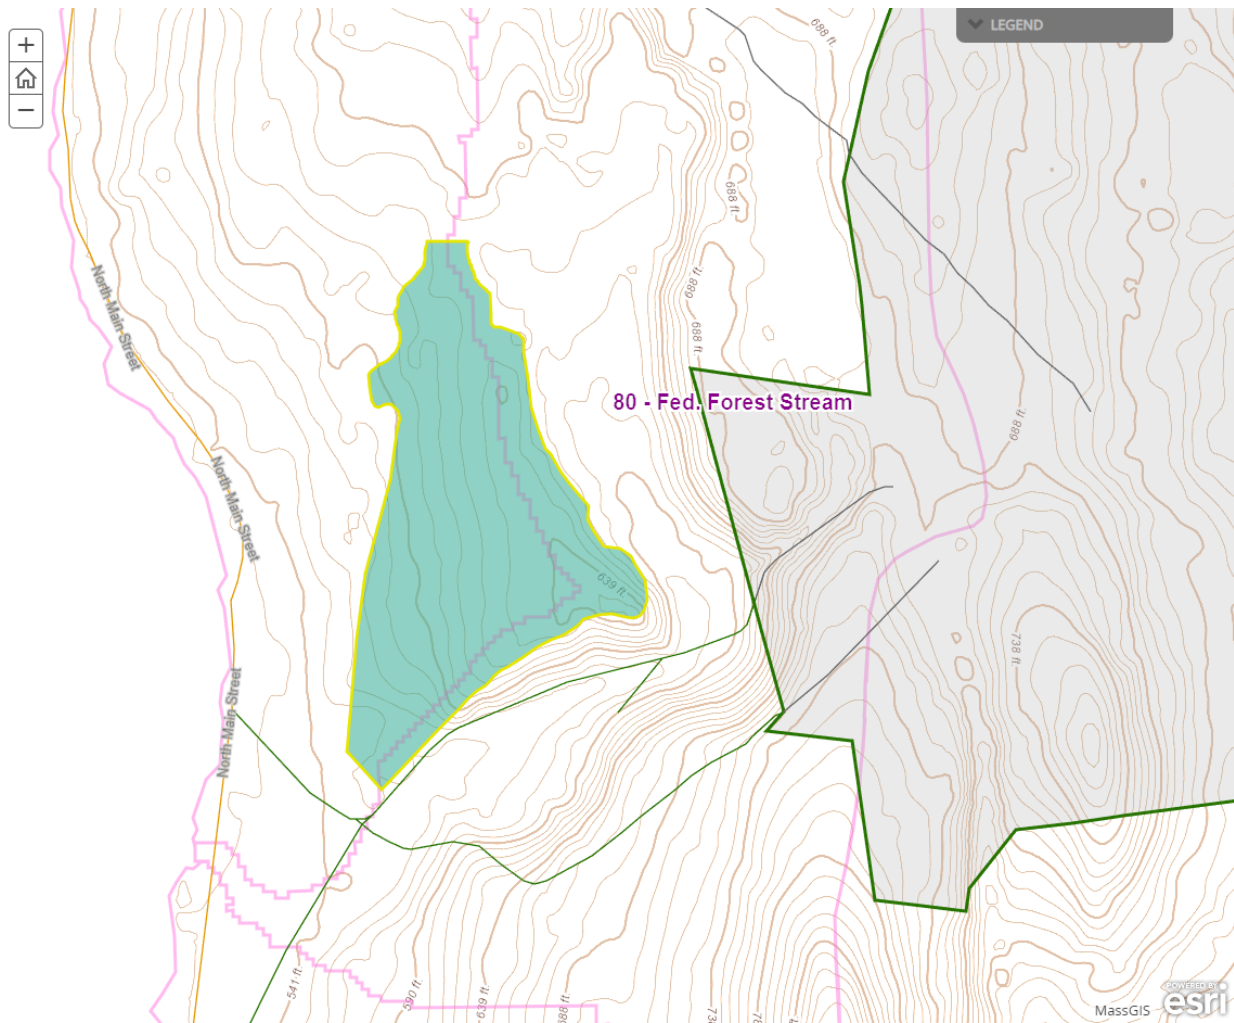 LEGEND
688 ft.
688 ft.
688 ft.
688 ft.
North Main Street
80 - Fed. Forest Stream
688 ft.
North Main Street
639 ft.
738 ft.
North Main Street
541 ft.
590 ft.
639 ft.
688 ft.
MassGIS
POWERED BY
esri